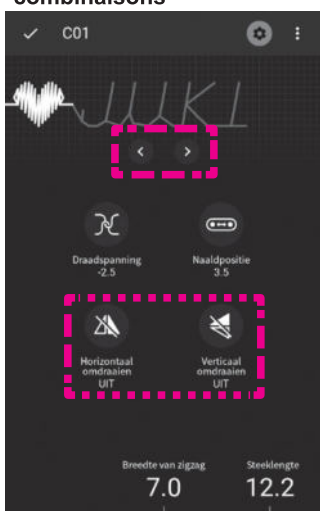 combinaisons
C01
JUKI
Draadspanning
-2.5
Naaldpositie
3.5
Horizontaal
omdraaien
UIT
Verticaal
omdraaien
UIT
Breedte van zigzag
7.0
Steeklengte
12.2